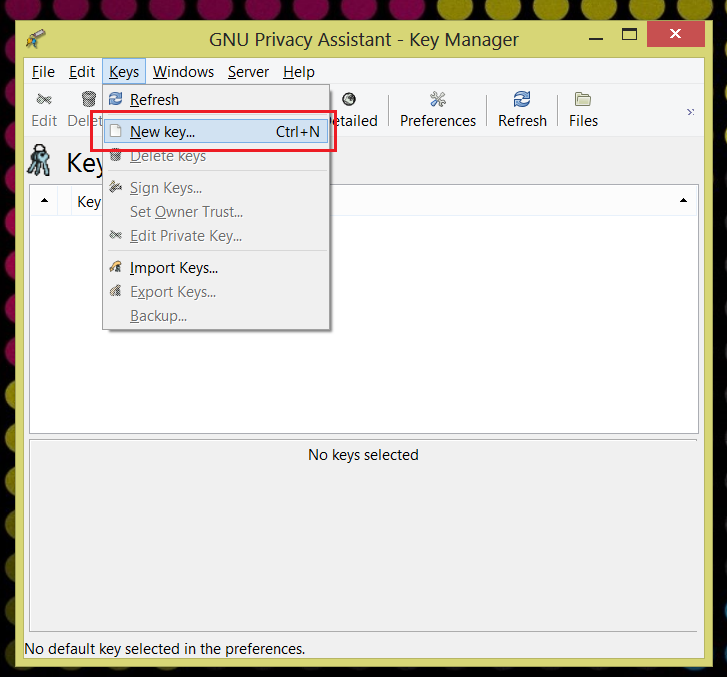 GNU Privacy Assistant - Key Manager
File Edit Keys Windows Server Help
Refresh
New key... Ctrl+N
Delete keys
Sign Keys...
Set Owner Trust...
Edit Private Key...
Import Keys...
Export Keys...
Backup...
Edit Delet etailed Preferences Refresh Files
Key
Key
No keys selected
No default key selected in the preferences.